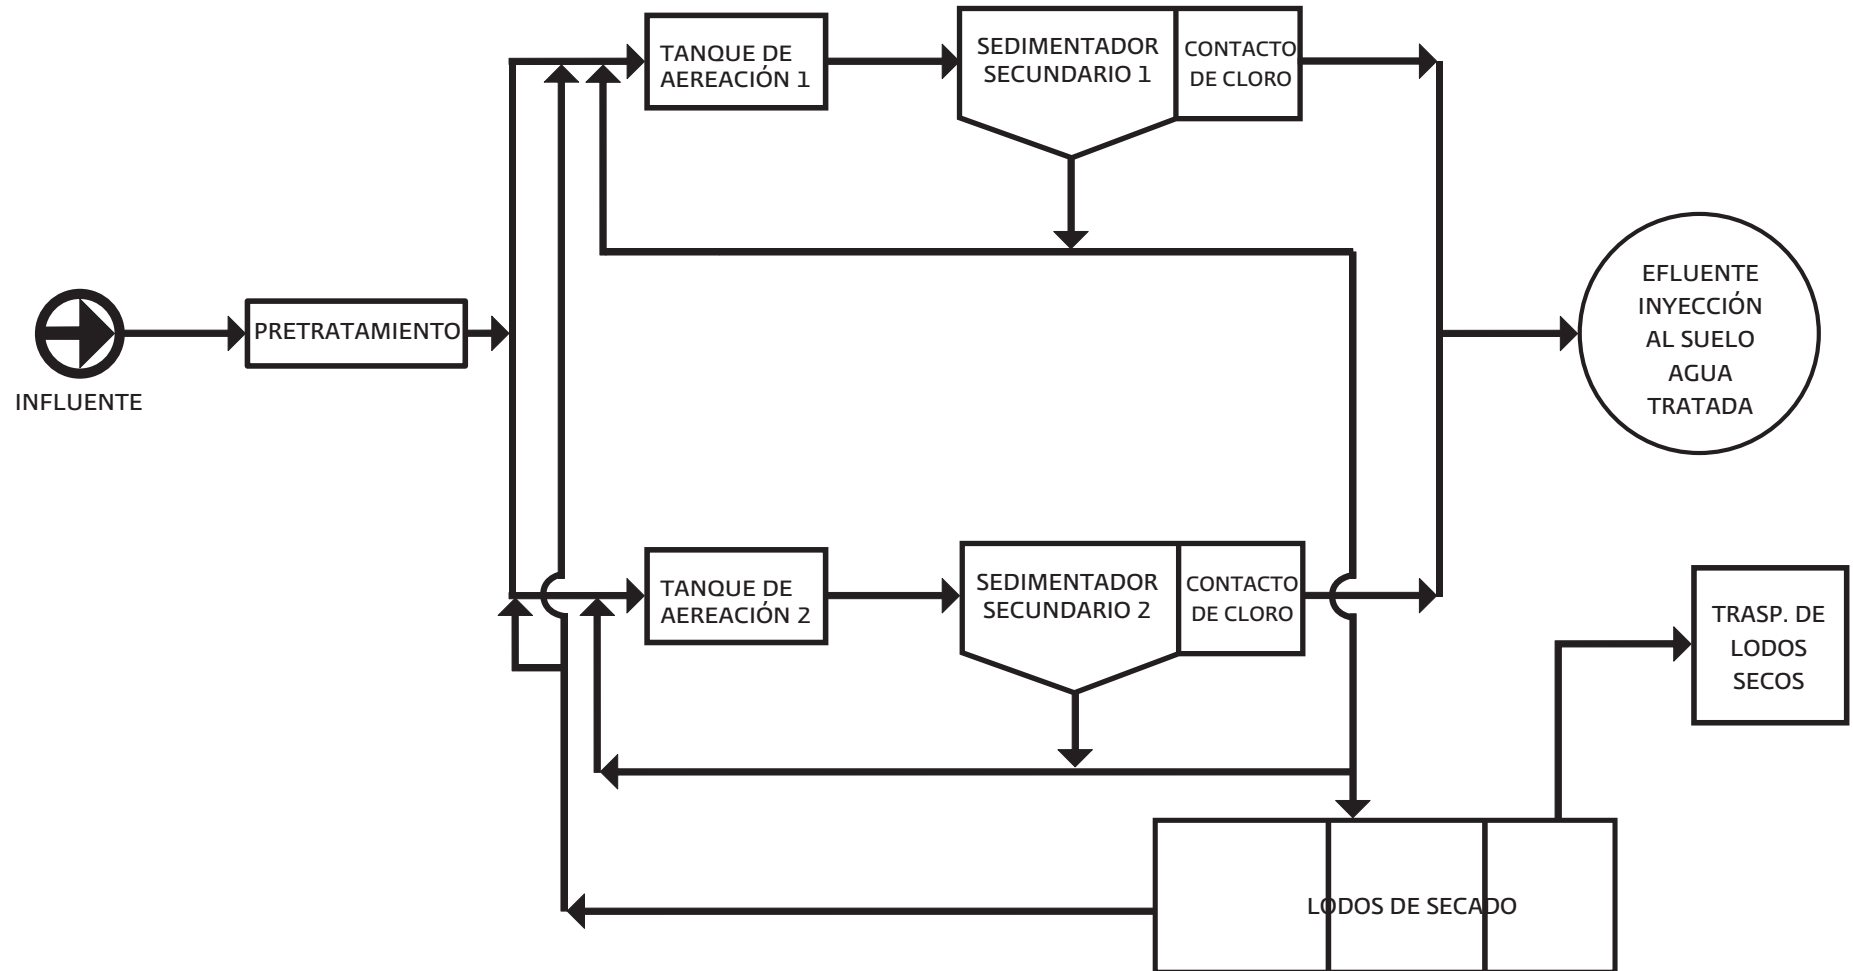 TANQUE DE
AEREACIÓN 1
SEDIMENTADOR
SECUNDARIO 1
CONTACTO
DE CLORO
INFLUENTE
PRETRATAMIENTO
EFLUENTE
INYECCIÓN
AL SUELO
AGUA
TRATADA
TANQUE DE
AEREACIÓN 2
SEDIMENTADOR
SECUNDARIO 2
CONTACTO
DE CLORO
TRASP. DE
LODOS
SECOS
LODOS DE SECADO